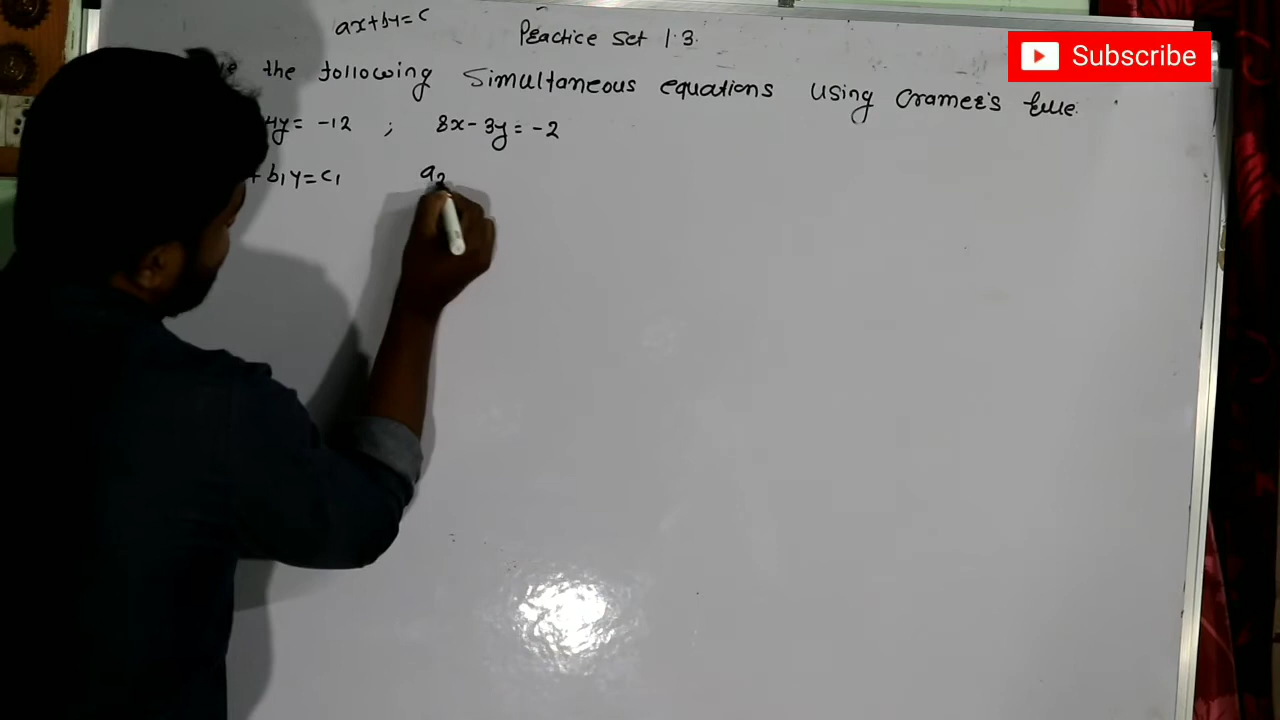 ax+by=c
Practice Set 1.3.
Subscribe
the following Simultaneous equations using Cramer's rule.
4y= -12 ; 8x-3y=-2
+ b₁y=c₁ a₂